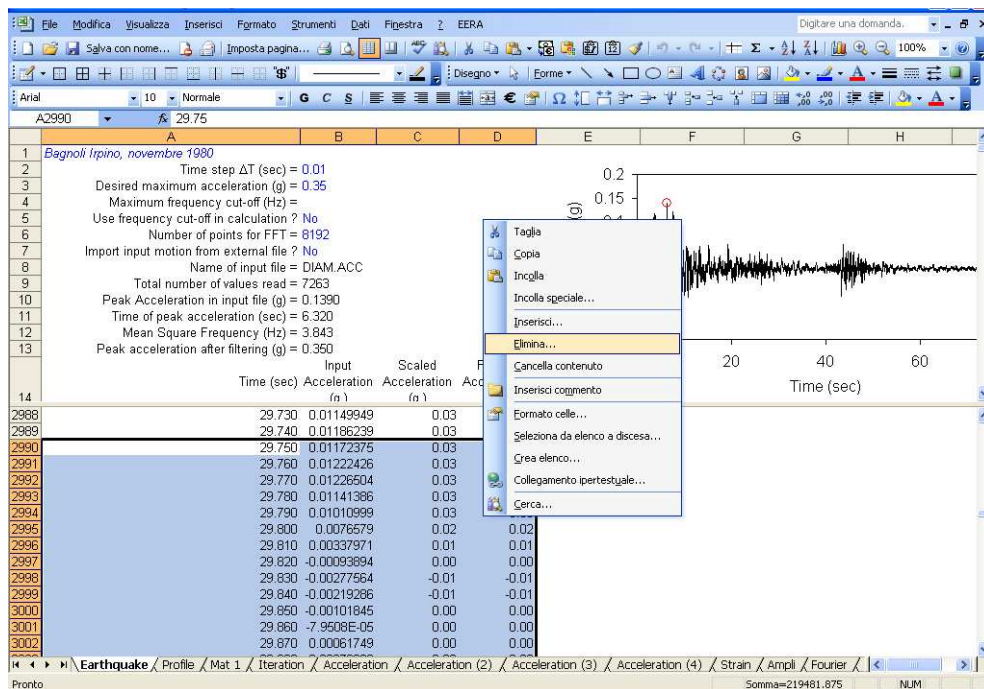 File Modifica Visualizza Inserisci Formato Strumenti Dati Finestra ? EERA Digitare una domanda.
Salva con nome... Imposta pagina... 100%
Disegno Forme
Arial 10 Normale G C S
A2990 fx 29.75
A B C D E F G H
1 Bagnoli Irpino, novembre 1980
2 Time step ΔT (sec) = 0.01
3 Desired maximum acceleration (g) = 0.35
4 Maximum frequency cut-off (Hz) =
5 Use frequency cut-off in calculation ? No
6 Number of points for FFT = 8192
7 Import input motion from external file ? No
8 Name of input file = DIAM.ACC
9 Total number of values read = 7263
10 Peak Acceleration in input file (g) = 0.1390
11 Time of peak acceleration (sec) = 6.320
12 Mean Square Frequency (Hz) = 3.843
13 Peak acceleration after filtering (g) = 0.350
14 Time (sec) Input Acceleration (g) Scaled Acceleration (g)
0.2
0.15
(g)
20 40 60
Time (sec)
Taglia
Copia
Incolla
Incolla speciale...
Inserisci...
Elimina...
Cancella contenuto
Inserisci commento
Formato celle...
Seleziona da elenco a discesa...
Crea elenco...
Collegamento ipertestuale...
Cerca...
2988 29.730 0.01149949 0.03
2989 29.740 0.01186239 0.03
2990 29.750 0.01172375 0.03
2991 29.760 0.01222426 0.03
2992 29.770 0.01226504 0.03
2993 29.780 0.01141386 0.03
2994 29.790 0.01010999 0.03
2995 29.800 0.0076579 0.02 0.02
2996 29.810 0.00337971 0.01 0.01
2997 29.820 -0.00093894 0.00 0.00
2998 29.830 -0.00277564 -0.01 -0.01
2999 29.840 -0.00219286 -0.01 -0.01
3000 29.850 -0.00101845 0.00 0.00
3001 29.860 -7.9508E-05 0.00 0.00
3002 29.870 0.00061749 0.00 0.00
Earthquake Profile Mat 1 Iteration Acceleration Acceleration (2) Acceleration (3) Acceleration (4) Strain Ampli Fourier
Pronto Somma=219481.875 NUM